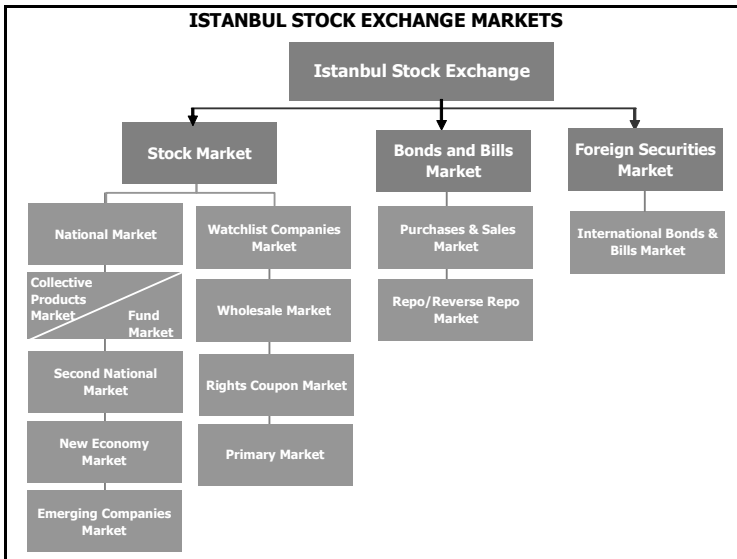 ISTANBUL STOCK EXCHANGE MARKETS
Istanbul Stock Exchange
Stock Market
Bonds and Bills
Market
Foreign Securities
Market
National Market
Collective
Products
Market
Fund
Market
Second National
Market
New Economy
Market
Emerging Companies
Market
Watchlist Companies
Market
Wholesale Market
Rights Coupon Market
Primary Market
Purchases & Sales
Market
Repo/Reverse Repo
Market
International Bonds &
Bills Market